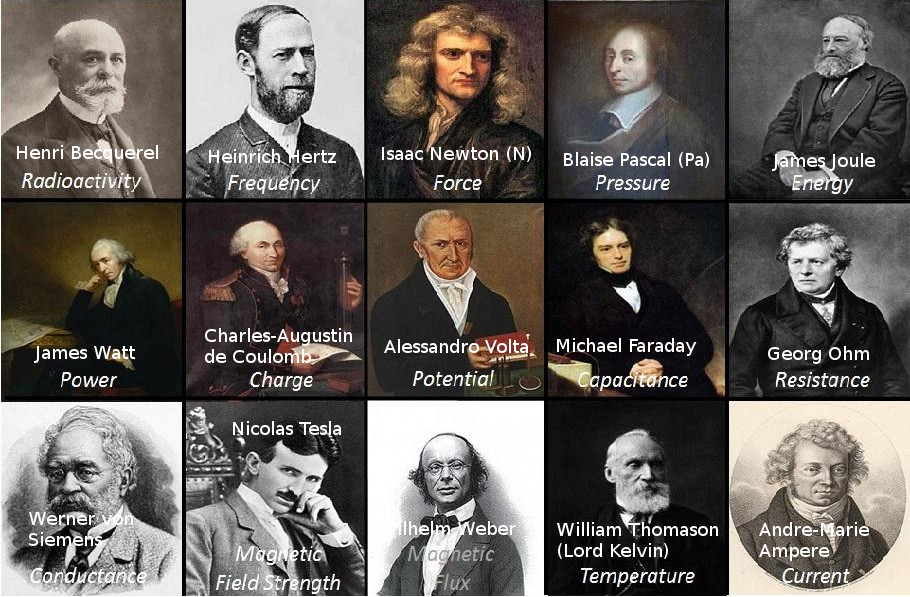 Henri Becquerel
Radioactivity
Heinrich Hertz
Frequency
Isaac Newton (N)
Force
Blaise Pascal (Pa)
Pressure
James Joule
Energy
James Watt
Power
Charles-Augustin
de Coulomb
Charge
Alessandro Volta
Potential
Michael Faraday
Capacitance
Georg Ohm
Resistance
Werner von
Siemens
Conductance
Nicolas Tesla
Magnetic
Field Strength
ilhelm Weber
Magnetic
Flux
William Thomason
(Lord Kelvin)
Temperature
Andre-Marie
Ampere
Current